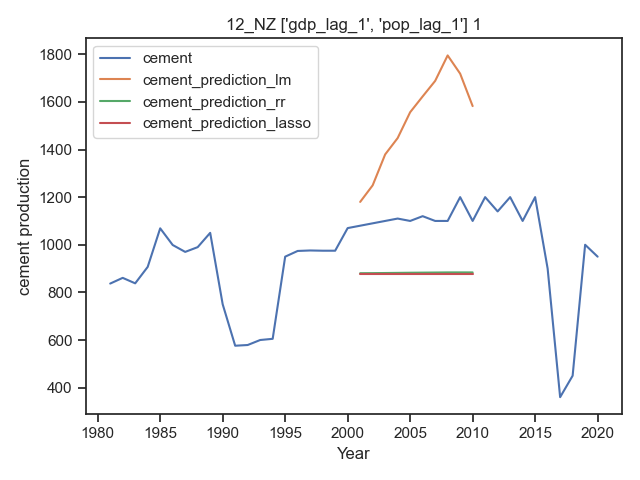 12_NZ ['gdp_lag_1', 'pop_lag_1'] 1
cement
cement_prediction_lm
cement_prediction_rr
cement_prediction_lasso
cement production
1800
1600
1400
1200
1000
800
600
400
1980 1985 1990 1995 2000 2005 2010 2015 2020
Year